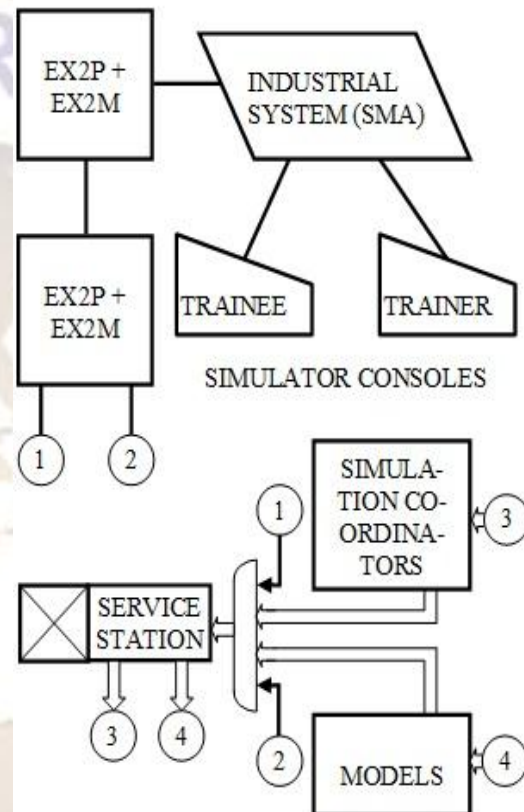 EX2P +
EX2M
INDUSTRIAL
SYSTEM (SMA)
EX2P +
EX2M
TRAINEE
TRAINER
SIMULATOR CONSOLES
1
2
1
SIMULA-
TION CO-
ORDINA-
TORS
3
SERVICE
STATION
3
4
2
MODELS
4